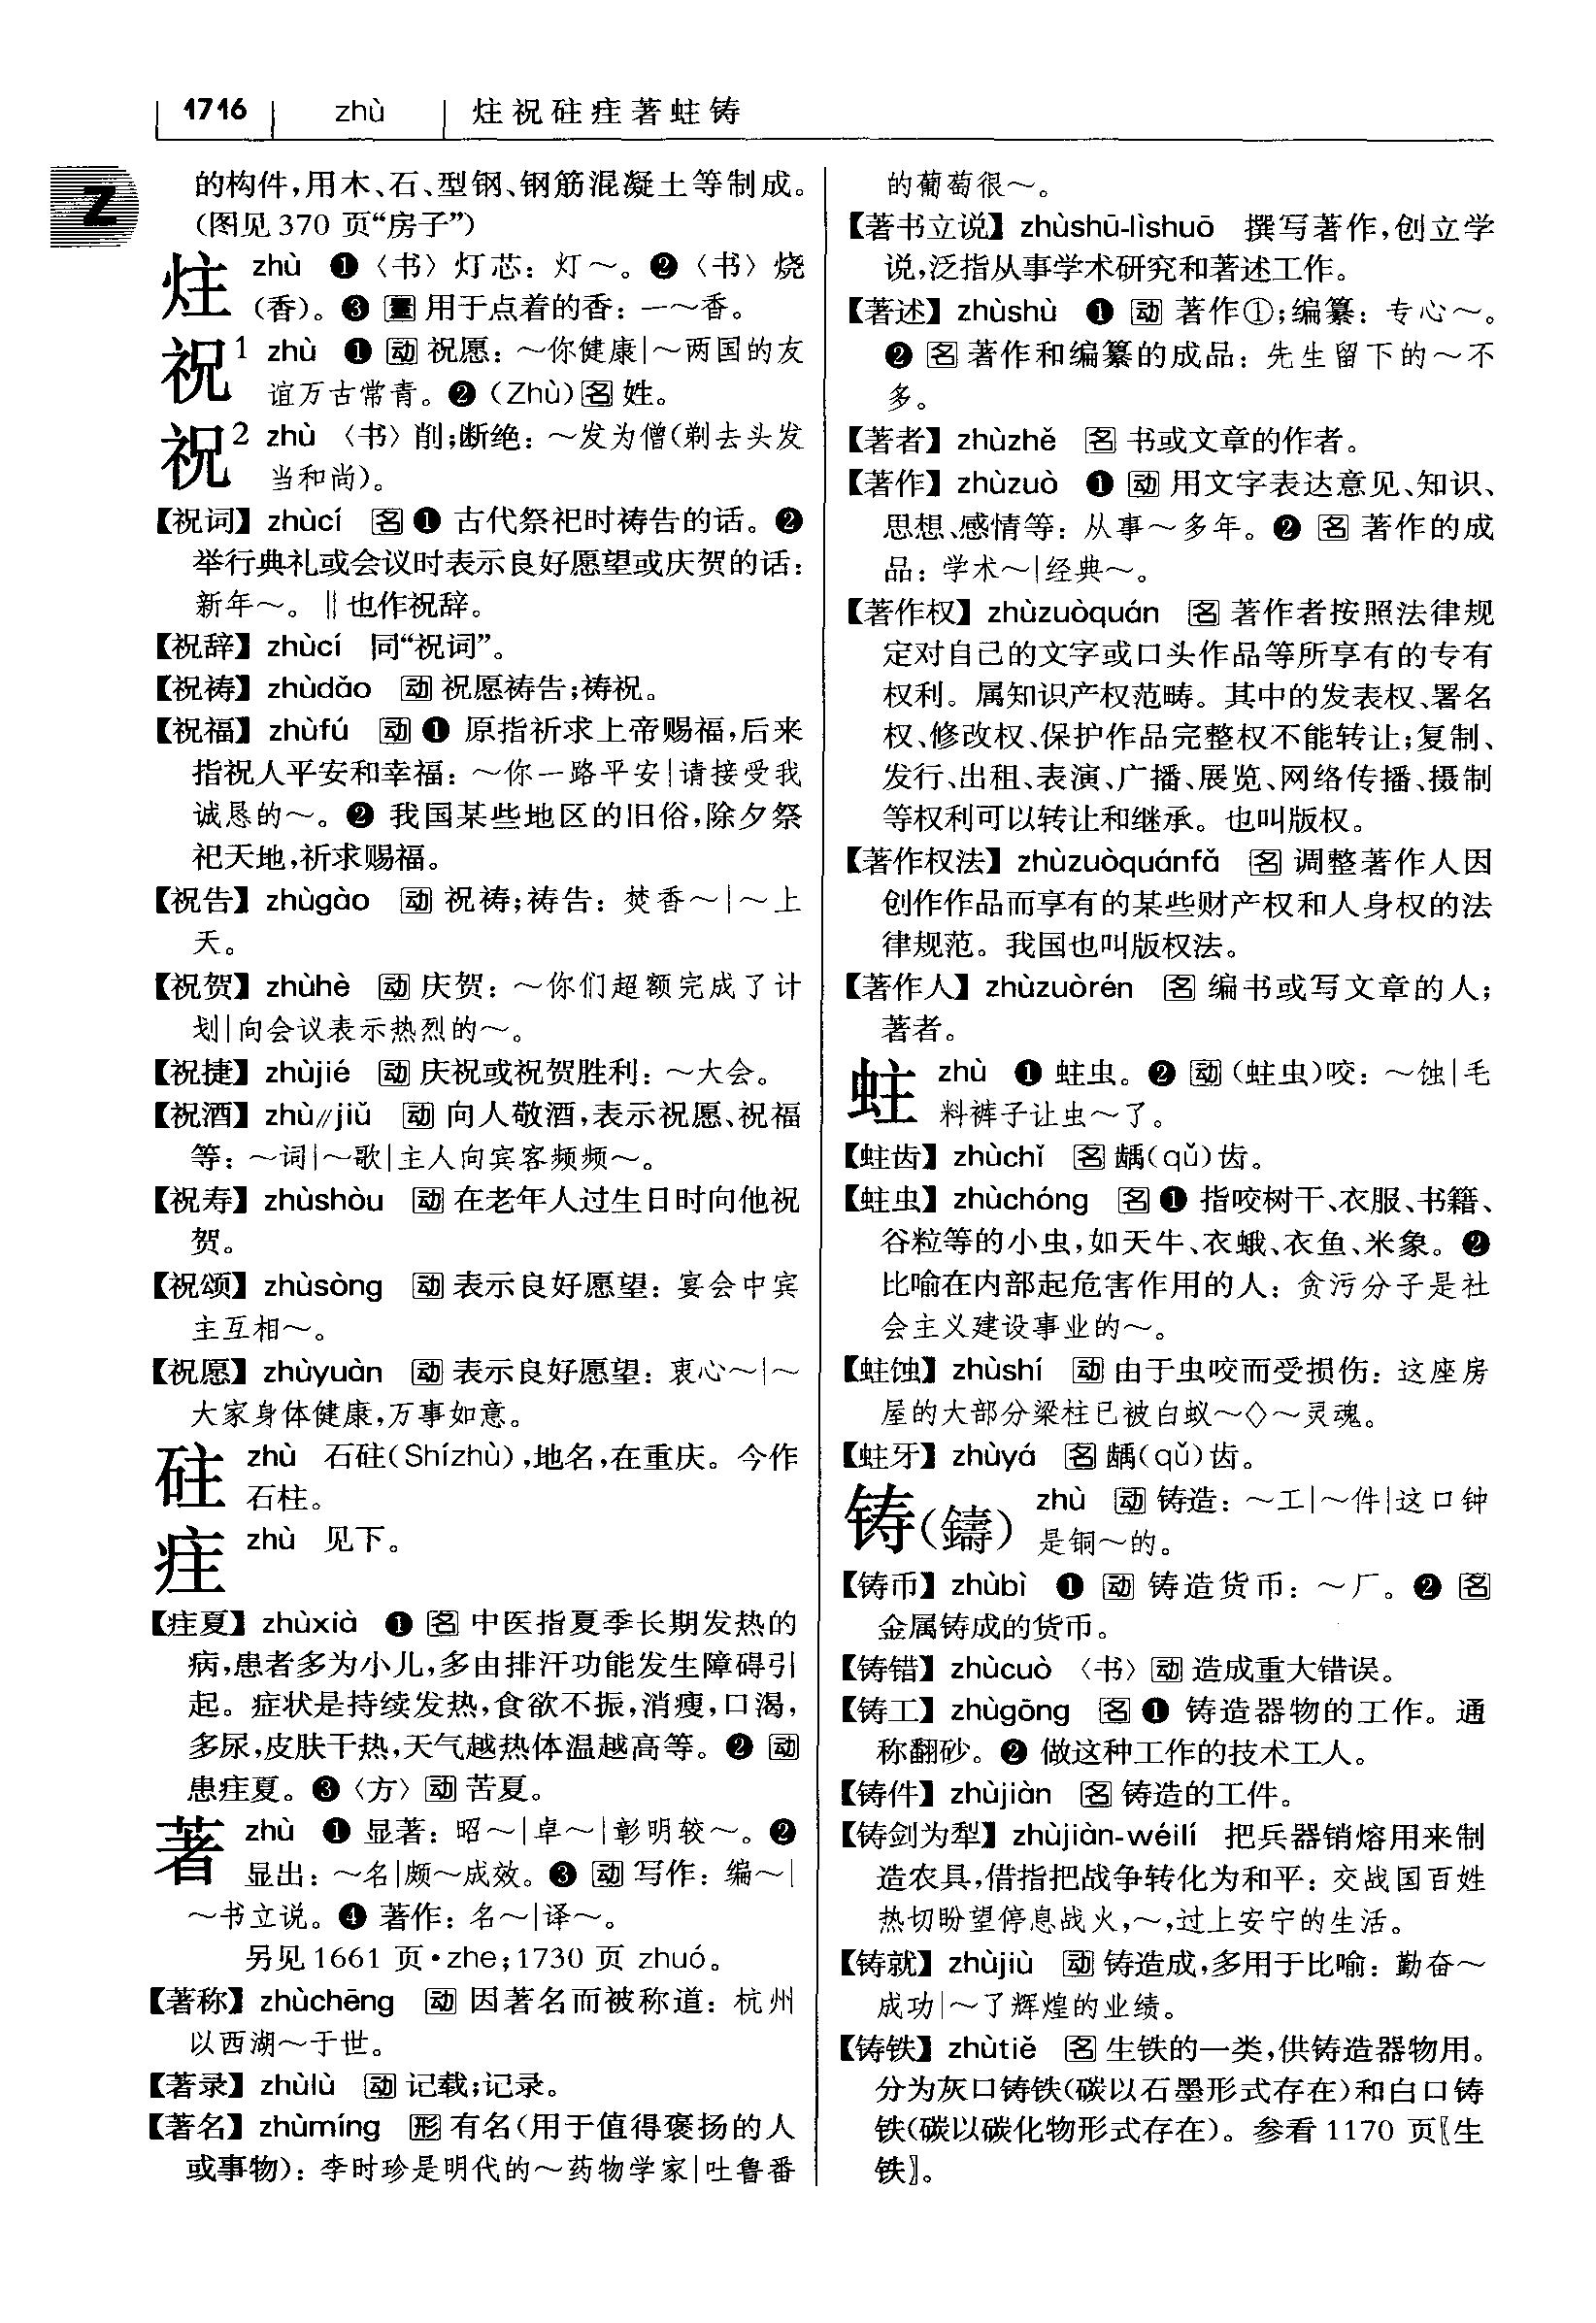 1716 zhù 炷祝砫疰著蛀铸
Z
的构件,用木、石、型钢、钢筋混凝土等制成。
(图见370 页“房子”)
炷 zhù ❶〈书〉灯芯：灯～。❷〈书〉烧
(香)。❸ 量 用于点着的香：一～香。
祝1 zhù ❶ 动 祝愿：～你健康|～两国的友
谊万古常青。❷ (Zhù) 名 姓。
祝2 zhù 〈书〉削;断绝：～发为僧(剃去头发
当和尚)。
【祝词】 zhùcí 名 ❶ 古代祭祀时祷告的话。❷
举行典礼或会议时表示良好愿望或庆贺的话：
新年～。‖也作祝辞。
【祝辞】 zhùcí 同“祝词”。
【祝祷】 zhùdǎo 动 祝愿祷告;祷祝。
【祝福】 zhùfú 动 ❶ 原指祈求上帝赐福,后来
指祝人平安和幸福：～你一路平安|请接受我
诚恳的～。❷ 我国某些地区的旧俗,除夕祭
祀天地,祈求赐福。
【祝告】 zhùgào 动 祝祷;祷告：焚香～|～上
天。
【祝贺】 zhùhè 动 庆贺：～你们超额完成了计
划|向会议表示热烈的～。
【祝捷】 zhùjié 动 庆祝或祝贺胜利：～大会。
【祝酒】 zhù//jiǔ 动 向人敬酒,表示祝愿、祝福
等：～词|～歌|主人向宾客频频～。
【祝寿】 zhùshòu 动 在老年人过生日时向他祝
贺。
【祝颂】 zhùsòng 动 表示良好愿望：宴会中宾
主互相～。
【祝愿】 zhùyuàn 动 表示良好愿望：衷心～|～
大家身体健康,万事如意。
砫 zhù 石砫(Shízhù),地名,在重庆。今作
石柱。
疰 zhù 见下。
【疰夏】 zhùxià ❶ 名 中医指夏季长期发热的
病,患者多为小儿,多由排汗功能发生障碍引
起。症状是持续发热,食欲不振,消瘦,口渴,
多尿,皮肤干热,天气越热体温越高等。❷ 动
患疰夏。❸〈方〉动 苦夏。
著 zhù ❶ 显著：昭～|卓～|彰明较～。❷
显出：～名|颇～成效。❸ 动 写作：编～|
～书立说。❹ 著作：名～|译～。
另见1661 页•zhe;1730 页 zhuó。
【著称】 zhùchēng 动 因著名而被称道：杭州
以西湖～于世。
【著录】 zhùlù 动 记载;记录。
【著名】 zhùmíng 形 有名(用于值得褒扬的人
或事物)：李时珍是明代的～药物学家|吐鲁番
的葡萄很～。
【著书立说】 zhùshū-lìshuō 撰写著作,创立学
说,泛指从事学术研究和著述工作。
【著述】 zhùshù ❶ 动 著作①;编纂：专心～。
❷ 名 著作和编纂的成品：先生留下的～不
多。
【著者】 zhùzhě 名 书或文章的作者。
【著作】 zhùzuò ❶ 动 用文字表达意见、知识、
思想、感情等：从事～多年。❷ 名 著作的成
品：学术～|经典～。
【著作权】 zhùzuòquán 名 著作者按照法律规
定对自己的文字或口头作品等所享有的专有
权利。属知识产权范畴。其中的发表权、署名
权、修改权、保护作品完整权不能转让;复制、
发行、出租、表演、广播、展览、网络传播、摄制
等权利可以转让和继承。也叫版权。
【著作权法】 zhùzuòquánfǎ 名 调整著作人因
创作作品而享有的某些财产权和人身权的法
律规范。我国也叫版权法。
【著作人】 zhùzuòrén 名 编书或写文章的人;
著者。
蛀 zhù ❶ 蛀虫。❷ 动 (蛀虫)咬：～蚀|毛
料裤子让虫～了。
【蛀齿】 zhùchǐ 名 龋(qǔ)齿。
【蛀虫】 zhùchóng 名 ❶ 指咬树干、衣服、书籍、
谷粒等的小虫,如天牛、衣蛾、衣鱼、米象。❷
比喻在内部起危害作用的人：贪污分子是社
会主义建设事业的～。
【蛀蚀】 zhùshí 动 由于虫咬而受损伤：这座房
屋的大部分梁柱已被白蚁～◇～灵魂。
【蛀牙】 zhùyá 名 龋(qǔ)齿。
铸(鑄) zhù 动 铸造：～工|～件|这口钟
是铜～的。
【铸币】 zhùbì ❶ 动 铸造货币：～厂。❷ 名
金属铸成的货币。
【铸错】 zhùcuò 〈书〉动 造成重大错误。
【铸工】 zhùgōng 名 ❶ 铸造器物的工作。通
称翻砂。❷ 做这种工作的技术工人。
【铸件】 zhùjiàn 名 铸造的工件。
【铸剑为犁】 zhùjiàn-wéilí 把兵器销熔用来制
造农具,借指把战争转化为和平：交战国百姓
热切盼望停息战火,～,过上安宁的生活。
【铸就】 zhùjiù 动 铸造成,多用于比喻：勤奋～
成功|～了辉煌的业绩。
【铸铁】 zhùtiě 名 生铁的一类,供铸造器物用。
分为灰口铸铁(碳以石墨形式存在)和白口铸
铁(碳以碳化物形式存在)。参看1170 页〖生
铁〗。